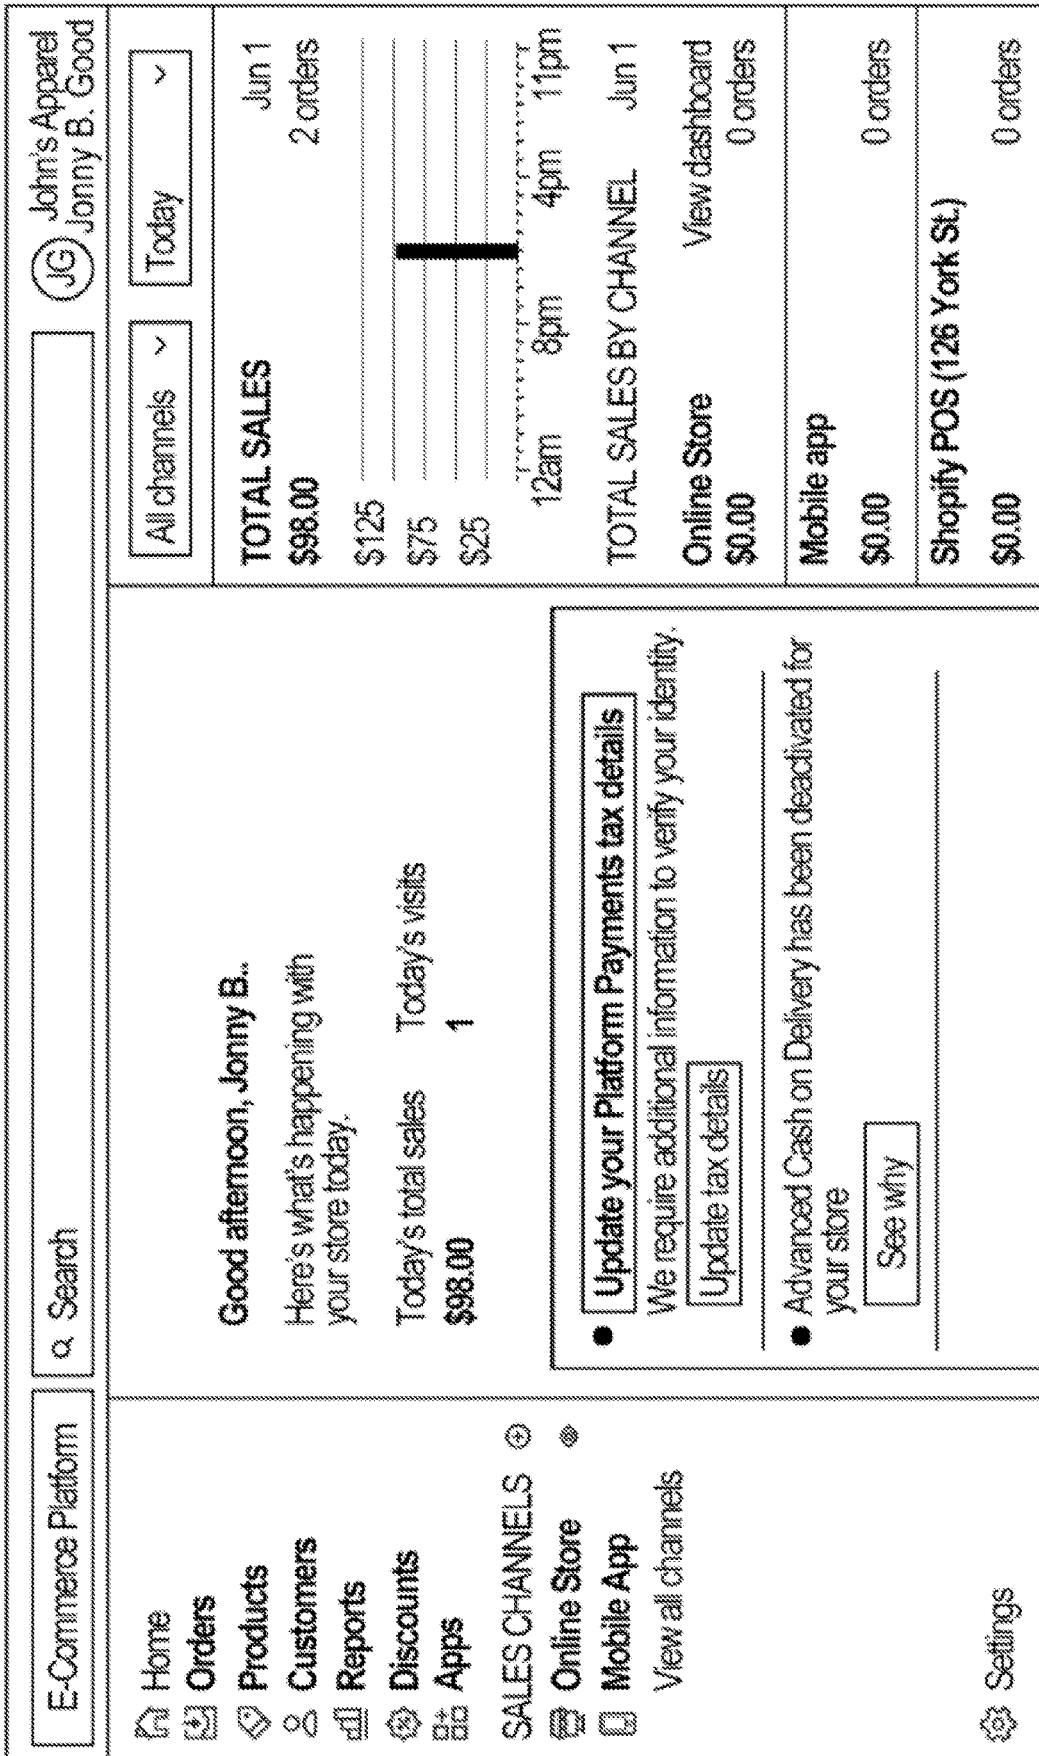 E-Commerce Platform
Search
JG
John's Apparel
Jonny B. Good
Home
Orders
Products
Customers
Reports
Discounts
Apps
SALES CHANNELS
Online Store
Mobile App
View all channels
Settings
Good afternoon, Jonny B..
Here's what's happening with
your store today.
Today's total sales Today's visits
$98.00 1
Update your Platform Payments tax details
We require additional information to verify your identity.
Update tax details
Advanced Cash on Delivery has been deactivated for
your store
See why
All channels Today
TOTAL SALES Jun 1
$98.00 2 orders
$125
$75
$25
12am 8pm 4pm 11pm
TOTAL SALES BY CHANNEL Jun 1
Online Store View dashboard
$0.00 0 orders
Mobile app
$0.00 0 orders
Shopify POS (126 York St.)
$0.00 0 orders